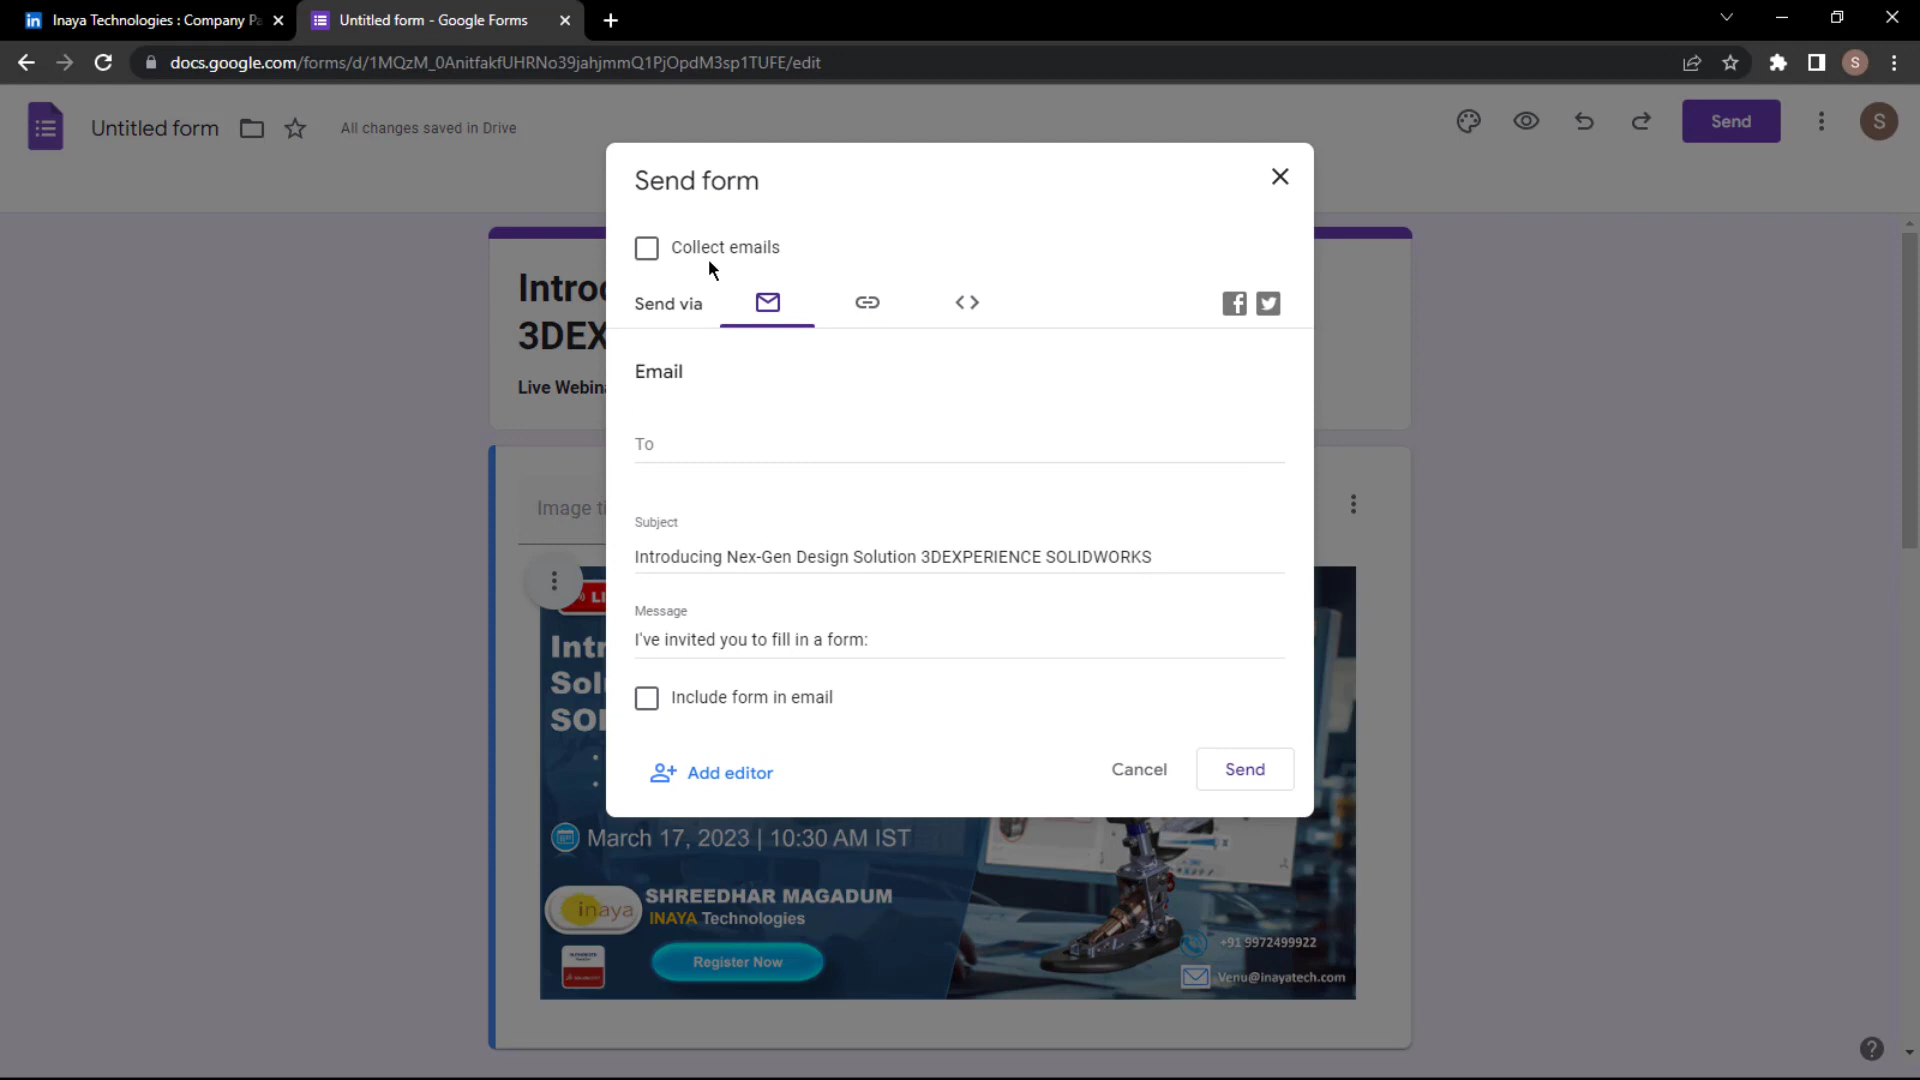 Inaya Technologies : Company Pa
Untitled form - Google Forms
docs.google.com/forms/d/1MQzM_0AnitfakfUHRNo39jahjmmQ1PjOpdM3sp1TUFE/edit
S
Untitled form
All changes saved in Drive
Send
S
Send form
Collect emails
Send via
Email
To
Subject
Introducing Nex-Gen Design Solution 3DEXPERIENCE SOLIDWORKS
Message
I've invited you to fill in a form:
Include form in email
Add editor
Cancel
Send
Introd
3DEX
Live Webina
Image ti
LI
Intr
Sol
SOI
March 17, 2023 | 10:30 AM IST
inaya
SHREEDHAR MAGADUM
INAYA Technologies
Register Now
+91 9972499922
Venu@inayatech.com